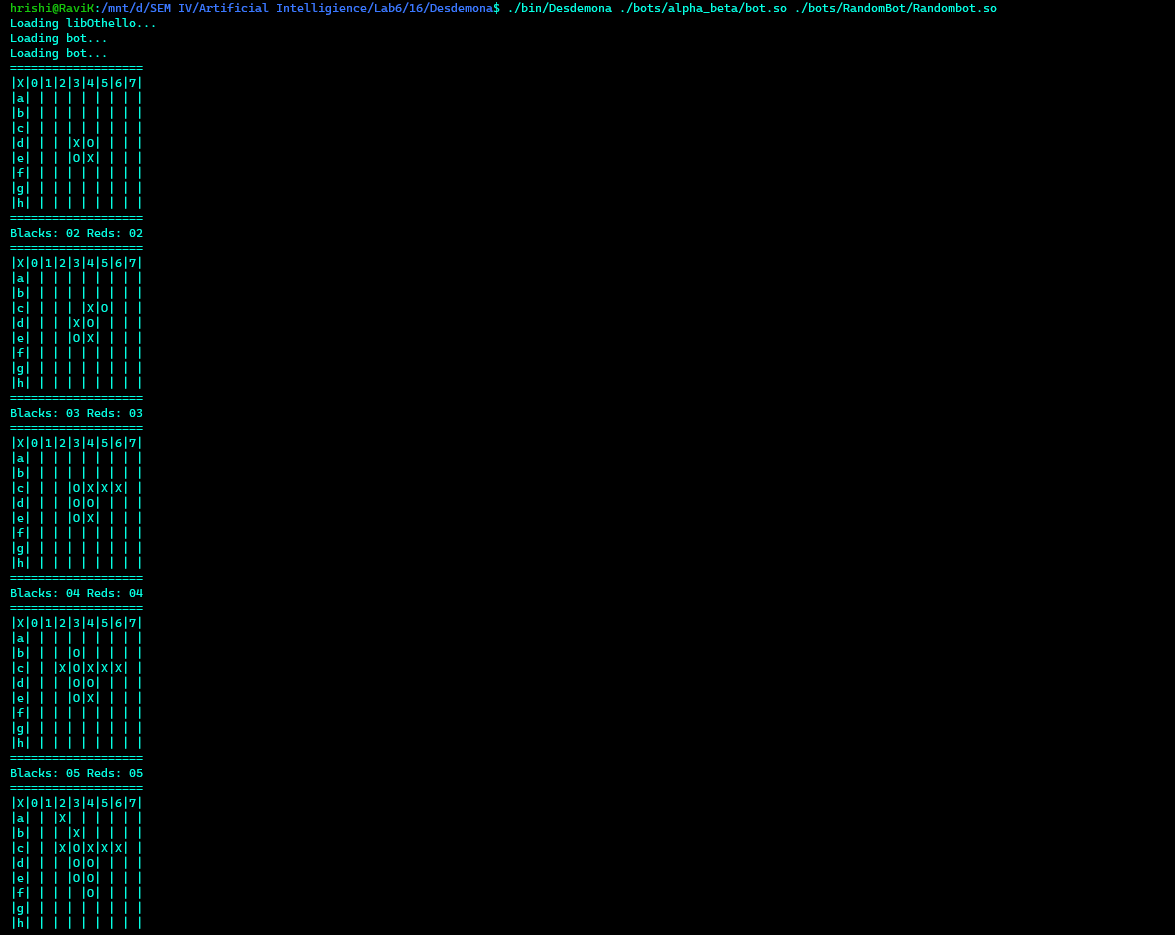 hrishi@RaviK:/mnt/d/SEM IV/Artificial Intelligience/Lab6/16/Desdemona$ ./bin/Desdemona ./bots/alpha_beta/bot.so ./bots/RandomBot/Randombot.so
Loading libOthello...
Loading bot...
Loading bot...
===================
|X|0|1|2|3|4|5|6|7|
|a| | | | | | | | |
|b| | | | | | | | |
|c| | | | | | | | |
|d| | | |X|O| | | |
|e| | | |O|X| | | |
|f| | | | | | | | |
|g| | | | | | | | |
|h| | | | | | | | |
===================
Blacks: 02 Reds: 02
===================
|X|0|1|2|3|4|5|6|7|
|a| | | | | | | | |
|b| | | | | | | | |
|c| | | | |X|O| | |
|d| | | |X|O| | | |
|e| | | |O|X| | | |
|f| | | | | | | | |
|g| | | | | | | | |
|h| | | | | | | | |
===================
Blacks: 03 Reds: 03
===================
|X|0|1|2|3|4|5|6|7|
|a| | | | | | | | |
|b| | | | | | | | |
|c| | | |O|X|X|X| |
|d| | | |O|O| | | |
|e| | | |O|X| | | |
|f| | | | | | | | |
|g| | | | | | | | |
|h| | | | | | | | |
===================
Blacks: 04 Reds: 04
===================
|X|0|1|2|3|4|5|6|7|
|a| | | | | | | | |
|b| | | |O| | | | |
|c| | |X|O|X|X|X| |
|d| | | |O|O| | | |
|e| | | |O|X| | | |
|f| | | | | | | | |
|g| | | | | | | | |
|h| | | | | | | | |
===================
Blacks: 05 Reds: 05
===================
|X|0|1|2|3|4|5|6|7|
|a| | |X| | | | | |
|b| | | |X| | | | |
|c| | |X|O|X|X|X| |
|d| | | |O|O| | | |
|e| | | |O|O| | | |
|f| | | | |O| | | |
|g| | | | | | | | |
|h| | | | | | | | |